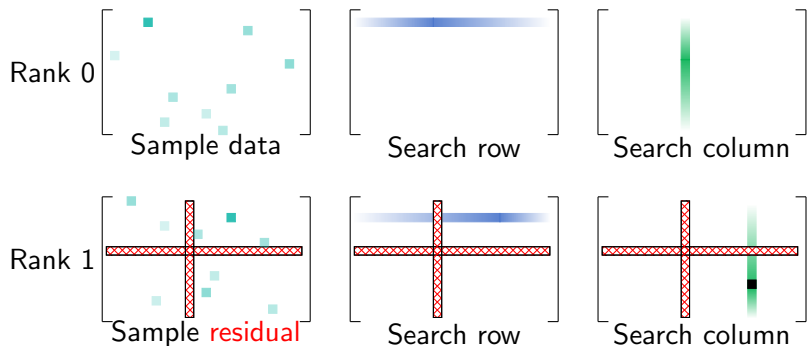 Rank 0
Sample data
Search row
Search column
Rank 1
Sample residual
Search row
Search column